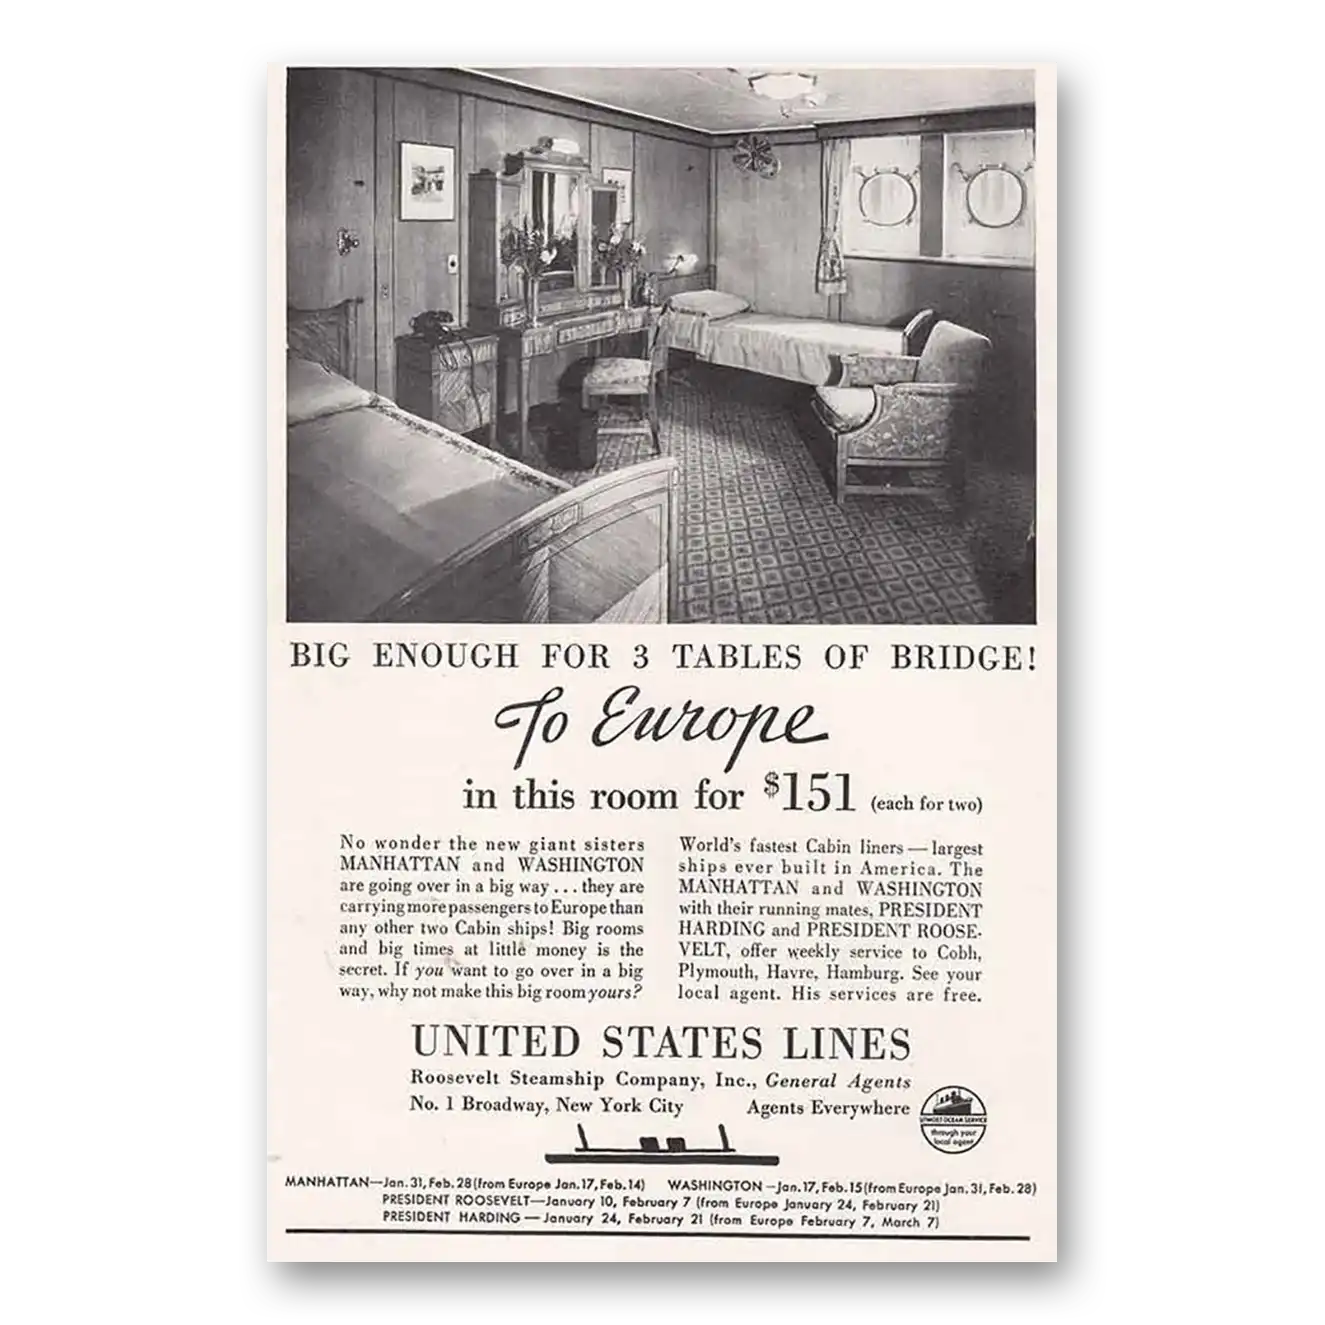 BIG ENOUGH FOR 3 TABLES OF BRIDGE!
To Europe
in this room for $151 (each for two)
No wonder the new giant sisters
MANHATTAN and WASHINGTON
are going over in a big way . . . they are
carrying more passengers to Europe than
any other two Cabin ships! Big rooms
and big times at little money is the
secret. If you want to go over in a big
way, why not make this big room yours?
World's fastest Cabin liners — largest
ships ever built in America. The
MANHATTAN and WASHINGTON
with their running mates, PRESIDENT
HARDING and PRESIDENT ROOSE-
VELT, offer weekly service to Cobh,
Plymouth, Havre, Hamburg. See your
local agent. His services are free.
UNITED STATES LINES
Roosevelt Steamship Company, Inc., General Agents
No. 1 Broadway, New York City Agents Everywhere
UTMOST OCEAN SERVICE
through your
local agent
MANHATTAN—Jan. 31, Feb. 28 (from Europe Jan. 17, Feb. 14) WASHINGTON —Jan. 17, Feb. 15 (from Europe Jan. 31, Feb. 28)
PRESIDENT ROOSEVELT—January 10, February 7 (from Europe January 24, February 21)
PRESIDENT HARDING — January 24, February 21 (from Europe February 7, March 7)